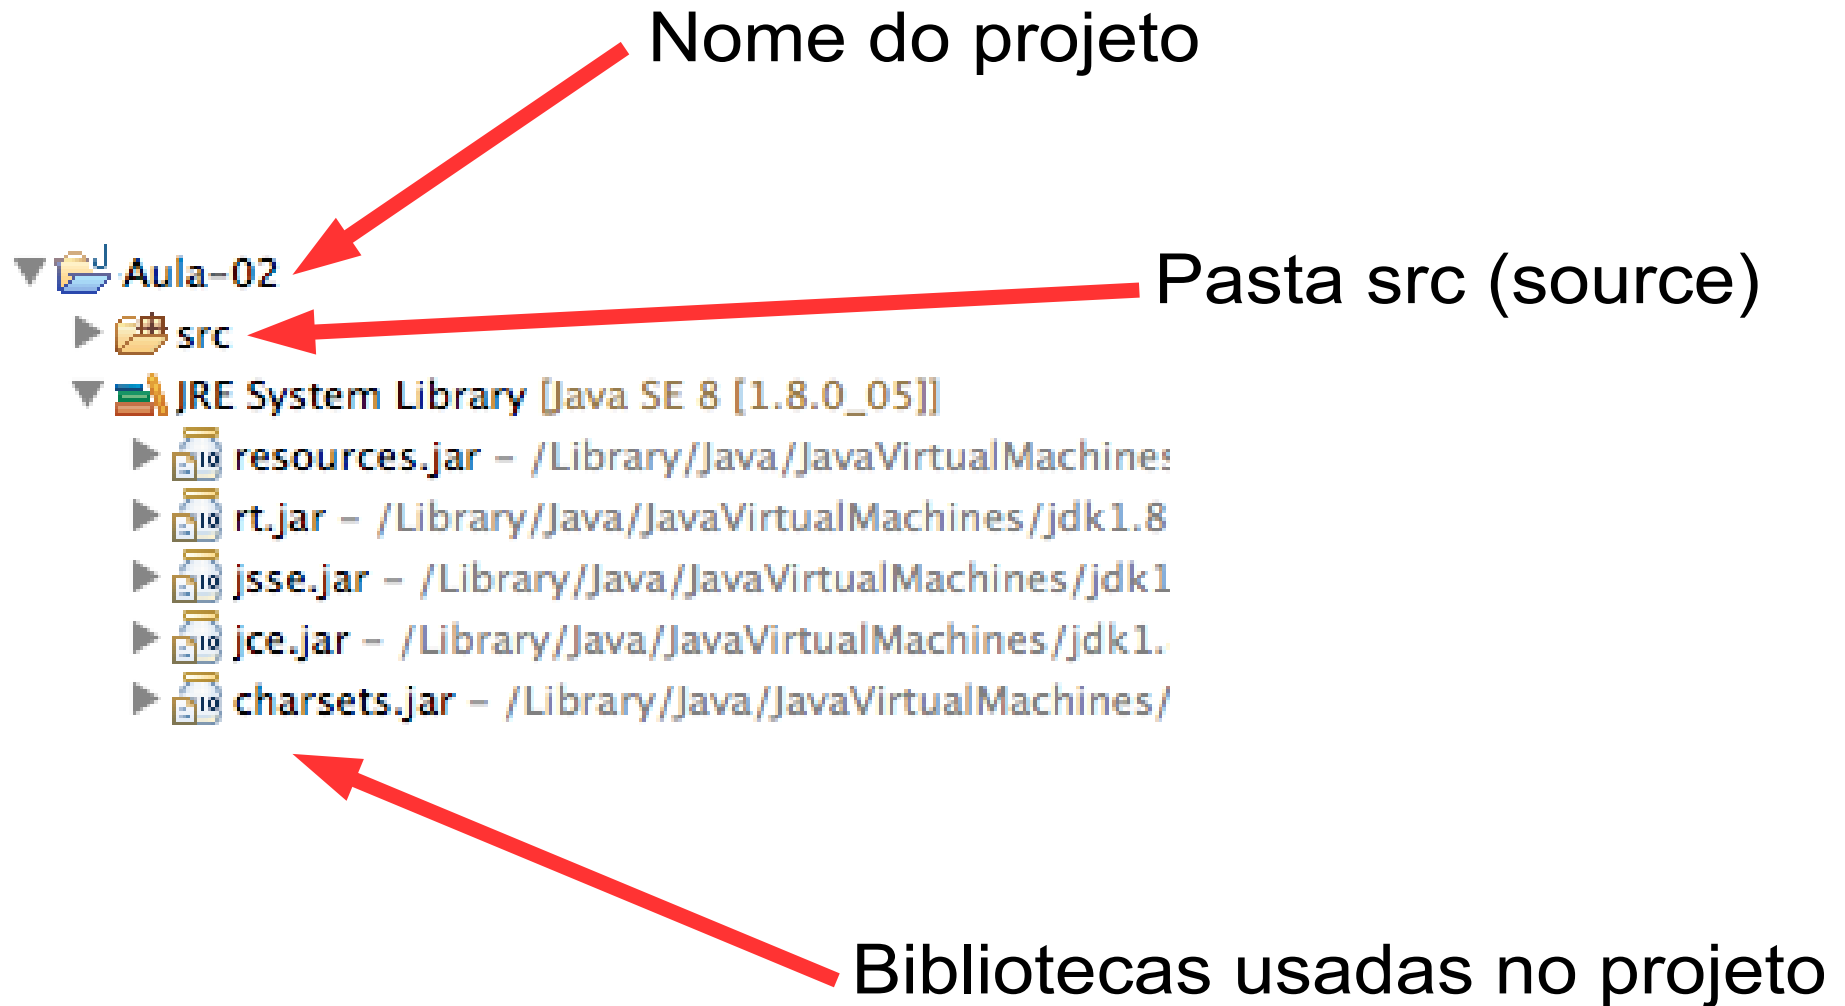 Nome do projeto
Aula-02
Pasta src (source)
src
JRE System Library [Java SE 8 [1.8.0_05]]
resources.jar - /Library/Java/JavaVirtualMachines
rt.jar - /Library/Java/JavaVirtualMachines/jdk1.8
jsse.jar - /Library/Java/JavaVirtualMachines/jdk1
jce.jar - /Library/Java/JavaVirtualMachines/jdk1.
charsets.jar - /Library/Java/JavaVirtualMachines/
Bibliotecas usadas no projeto